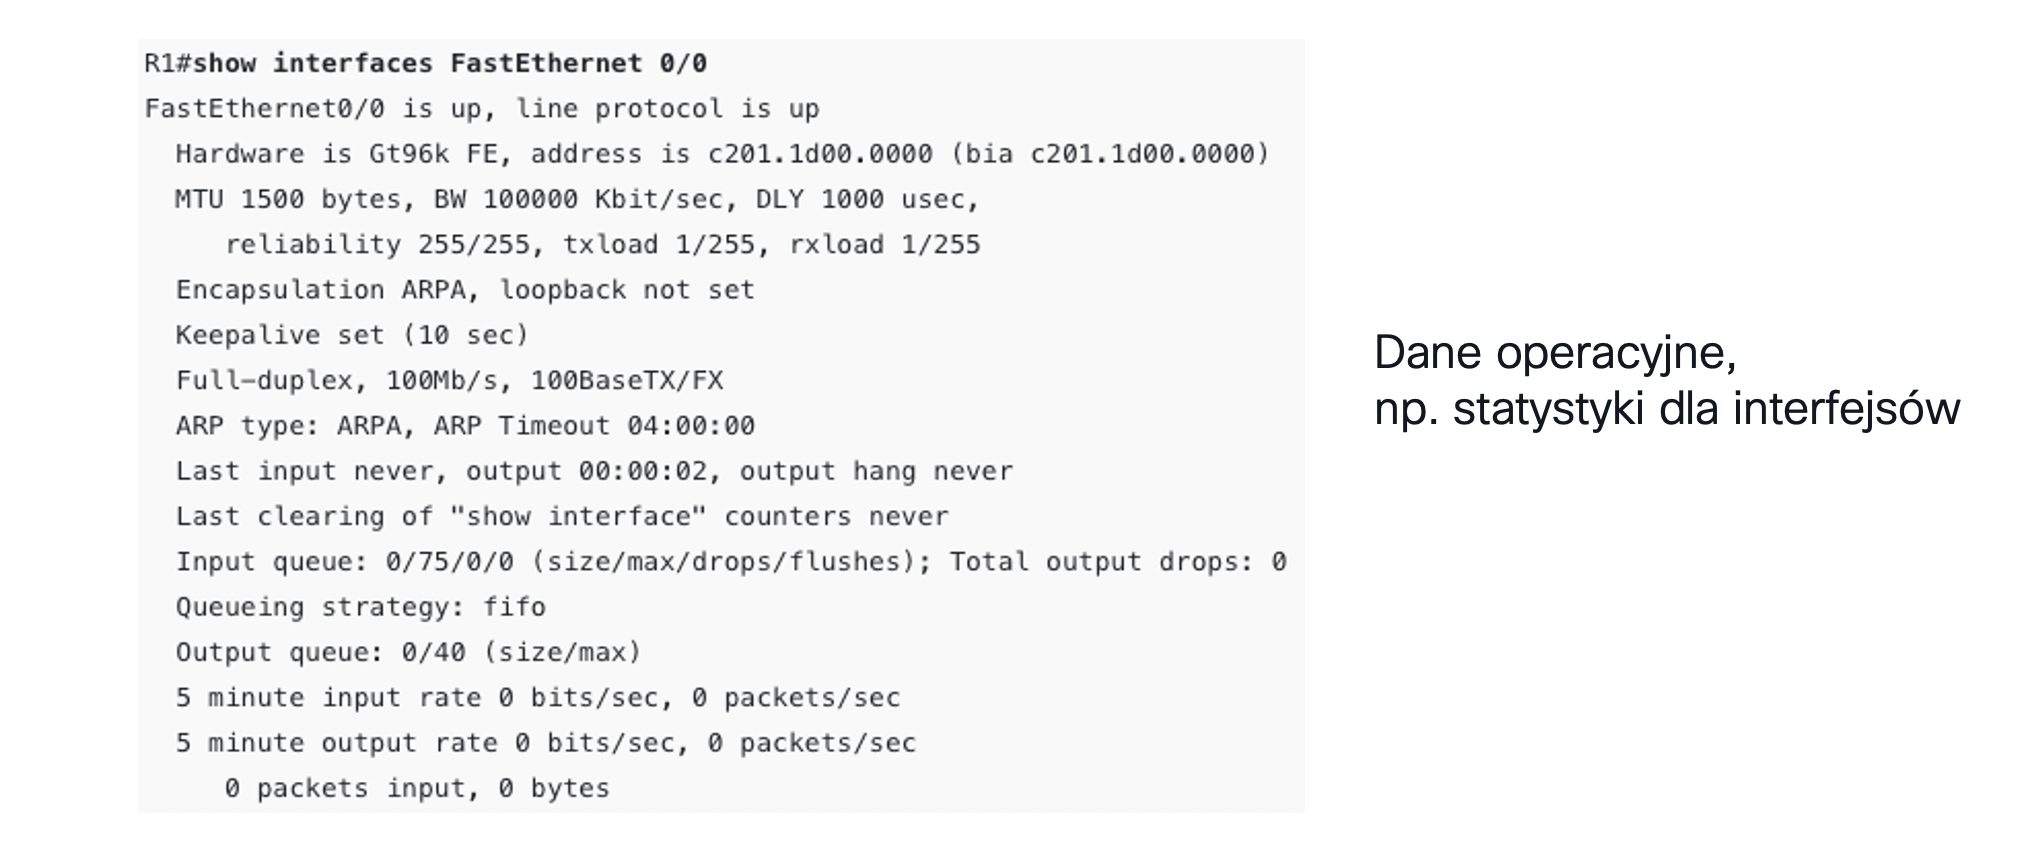 R1#show interfaces FastEthernet 0/0
FastEthernet0/0 is up, line protocol is up
Hardware is Gt96k FE, address is c201.1d00.0000 (bia c201.1d00.0000)
MTU 1500 bytes, BW 100000 Kbit/sec, DLY 1000 usec,
reliability 255/255, txload 1/255, rxload 1/255
Encapsulation ARPA, loopback not set
Keepalive set (10 sec)
Full-duplex, 100Mb/s, 100BaseTX/FX
ARP type: ARPA, ARP Timeout 04:00:00
Last input never, output 00:00:02, output hang never
Last clearing of "show interface" counters never
Input queue: 0/75/0/0 (size/max/drops/flushes); Total output drops: 0
Queueing strategy: fifo
Output queue: 0/40 (size/max)
5 minute input rate 0 bits/sec, 0 packets/sec
5 minute output rate 0 bits/sec, 0 packets/sec
0 packets input, 0 bytes
Dane operacyjne,
np. statystyki dla interfejsów